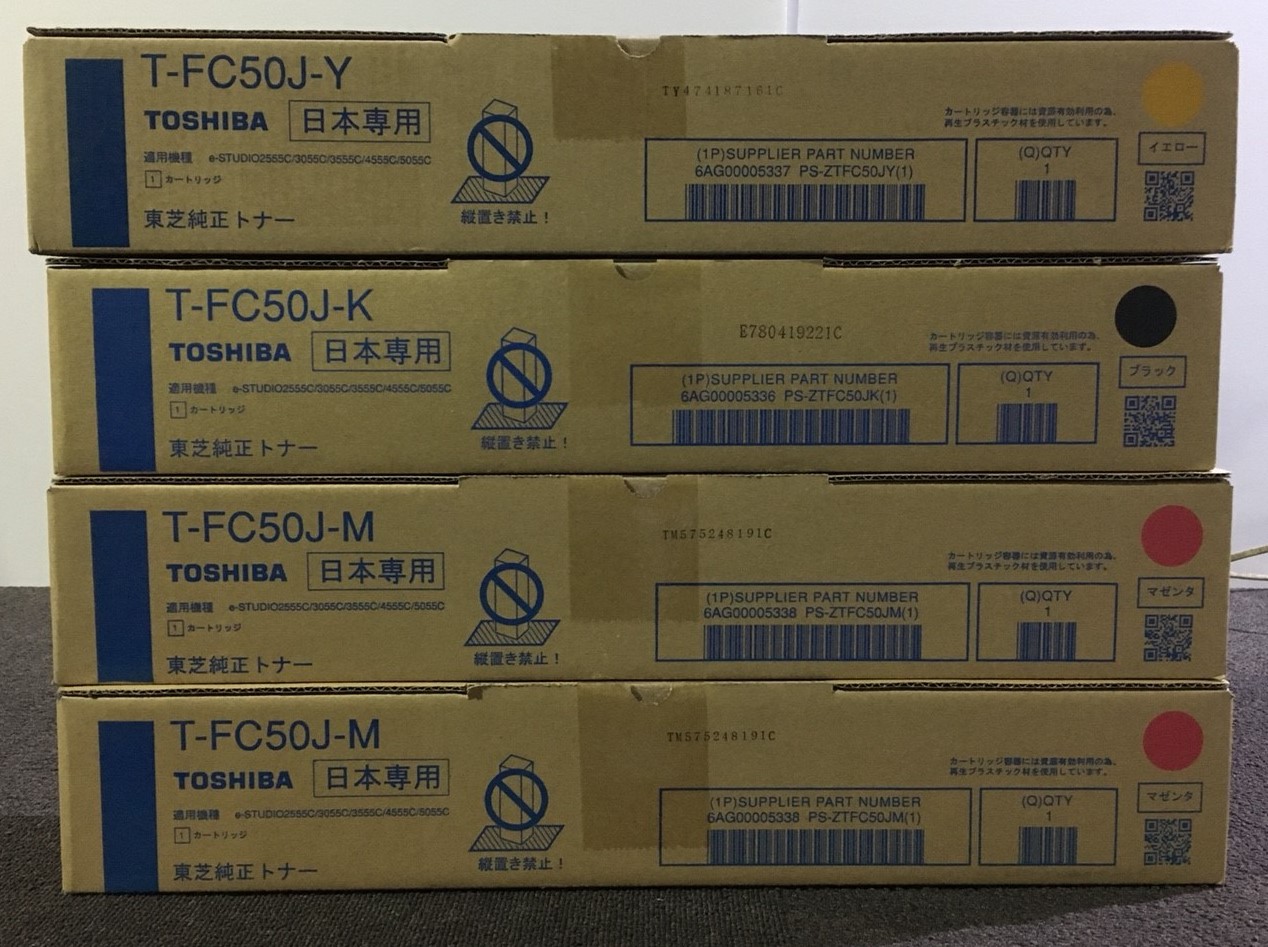 T-FC50J-Y
TOSHIBA 日本専用
適用機種 e-STUDIO2555C/3055C/3555C/4555C/5055C
1 カートリッジ
東芝純正トナー
縦置き禁止!
TY474187161C
カートリッジ容器には資源有効利用の為、
再生プラスチック材を使用しています。
(1P)SUPPLIER PART NUMBER
6AG00005337 PS-ZTFC50JY(1)
(Q)QTY
1
イエロー
T-FC50J-K
TOSHIBA 日本専用
適用機種 e-STUDIO2555C/3055C/3555C/4555C/5055C
1 カートリッジ
東芝純正トナー
縦置き禁止!
E780419221C
カートリッジ容器には資源有効利用の為、
再生プラスチック材を使用しています。
(1P)SUPPLIER PART NUMBER
6AG00005336 PS-ZTFC50JK(1)
(Q)QTY
1
ブラック
T-FC50J-M
TOSHIBA 日本専用
適用機種 e-STUDIO2555C/3055C/3555C/4555C/5055C
1 カートリッジ
東芝純正トナー
縦置き禁止!
TM575248191C
カートリッジ容器には資源有効利用の為、
再生プラスチック材を使用しています。
(1P)SUPPLIER PART NUMBER
6AG00005338 PS-ZTFC50JM(1)
(Q)QTY
1
マゼンタ
T-FC50J-M
TOSHIBA 日本専用
適用機種 e-STUDIO2555C/3055C/3555C/4555C/5055C
1 カートリッジ
東芝純正トナー
縦置き禁止!
TM575248191C
カートリッジ容器には資源有効利用の為、
再生プラスチック材を使用しています。
(1P)SUPPLIER PART NUMBER
6AG00005338 PS-ZTFC50JM(1)
(Q)QTY
1
マゼンタ